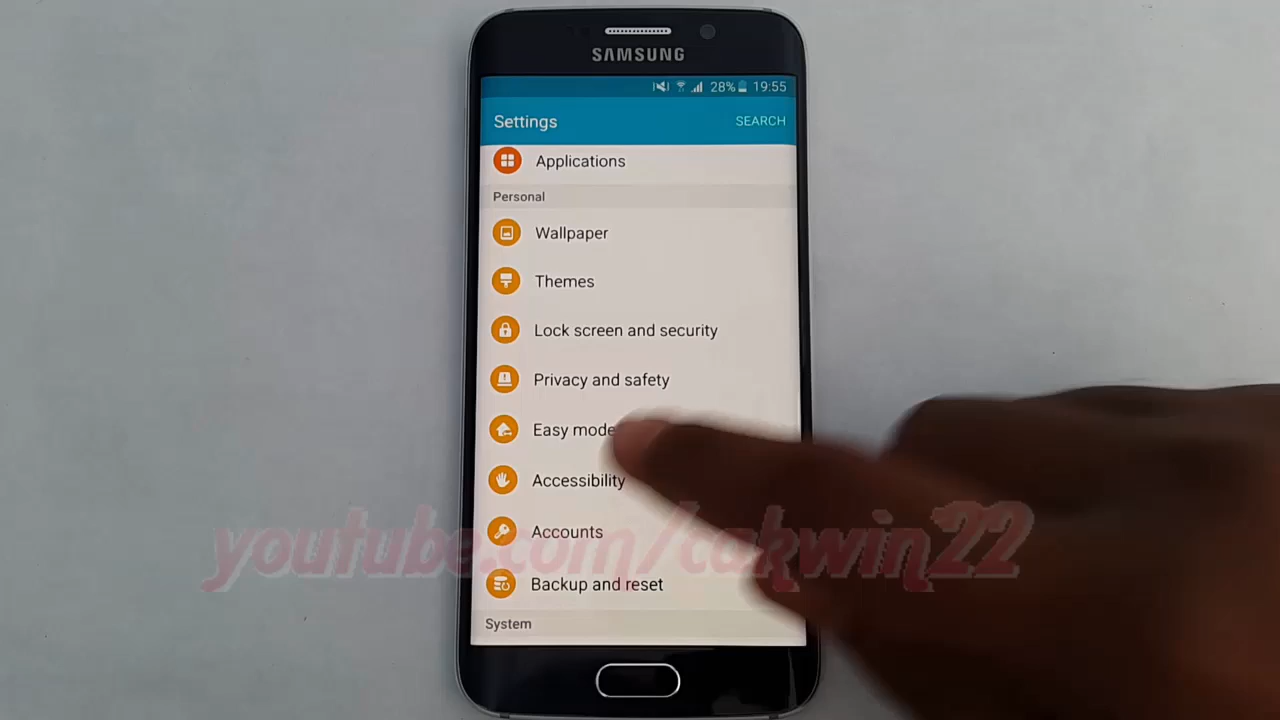 SAMSUNG
28% 19:55
Settings SEARCH
Applications
Personal
Wallpaper
Themes
Lock screen and security
Privacy and safety
Easy mode
Accessibility
youtube.com/cakwin22
Accounts
Backup and reset
System